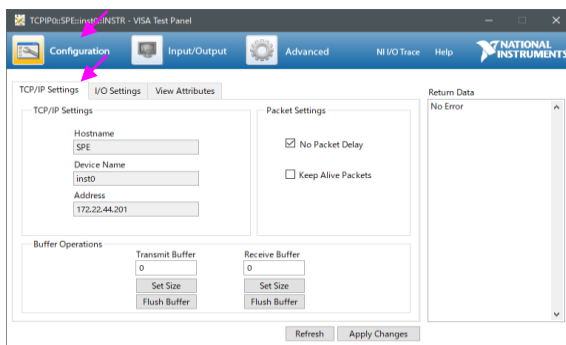 TCPIP0::SPE::inst0::INSTR - VISA Test Panel
Configuration Input/Output Advanced NI I/O Trace Help NATIONAL INSTRUMENTS
TCP/IP Settings I/O Settings View Attributes
Return Data
TCP/IP Settings Packet Settings
No Error
Hostname
SPE
No Packet Delay
Device Name
inst0
Keep Alive Packets
Address
172.22.44.201
Buffer Operations
Transmit Buffer Receive Buffer
0 0
Set Size Set Size
Flush Buffer Flush Buffer
Refresh Apply Changes